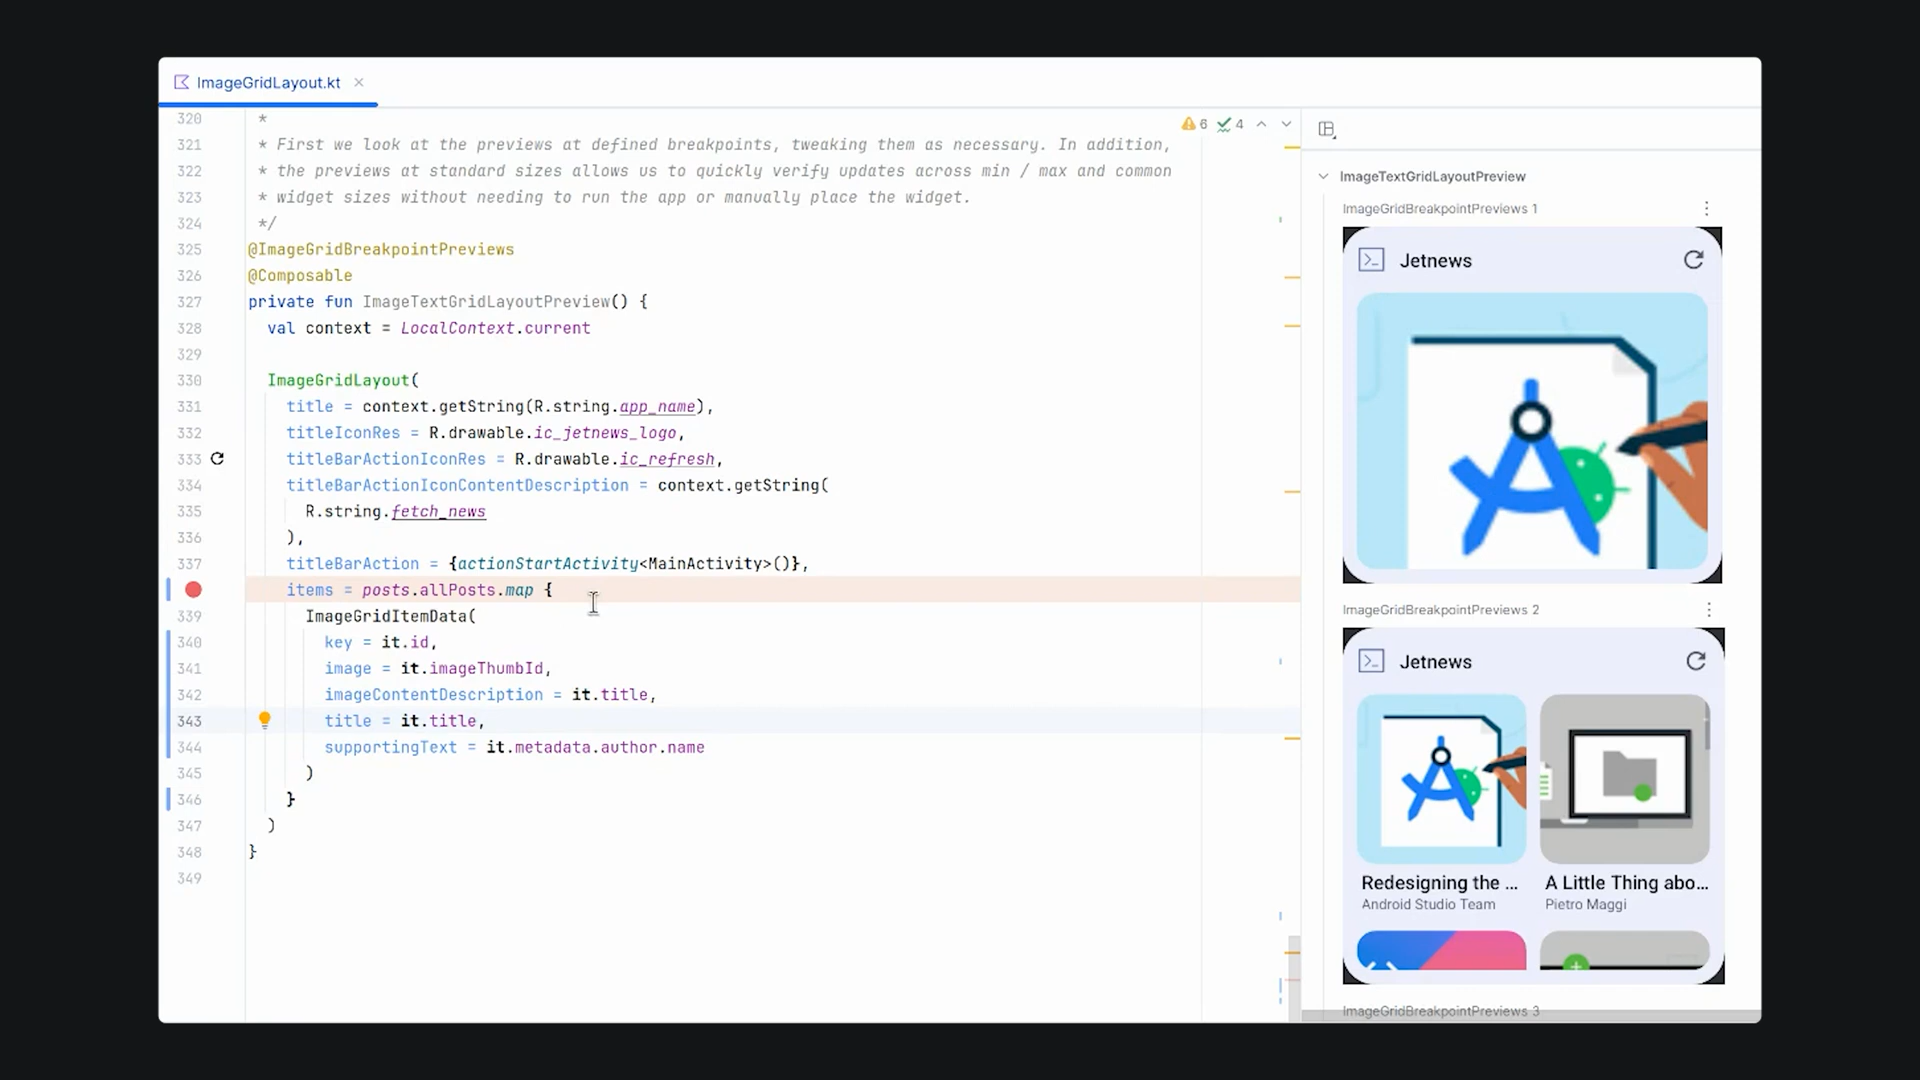 ImageGridLayout.kt
6 4
320 *
321 * First we look at the previews at defined breakpoints, tweaking them as necessary. In addition,
322 * the previews at standard sizes allows us to quickly verify updates across min / max and common
323 * widget sizes without needing to run the app or manually place the widget.
324 */
325 @ImageGridBreakpointPreviews
326 @Composable
327 private fun ImageTextGridLayoutPreview() {
328 val context = LocalContext.current
329
330 ImageGridLayout(
331 title = context.getString(R.string.app_name),
332 titleIconRes = R.drawable.ic_jetnews_logo,
333 titleBarActionIconRes = R.drawable.ic_refresh,
334 titleBarActionIconContentDescription = context.getString(
335 R.string.fetch_news
336 ),
337 titleBarAction = {actionStartActivity<MainActivity>()},
items = posts.allPosts.map {
339 ImageGridItemData(
340 key = it.id,
341 image = it.imageThumbId,
342 imageContentDescription = it.title,
343 title = it.title,
344 supportingText = it.metadata.author.name
345 )
346 }
347 )
348 }
349
ImageTextGridLayoutPreview
ImageGridBreakpointPreviews 1
Jetnews
ImageGridBreakpointPreviews 2
Jetnews
Redesigning the ...
Android Studio Team
A Little Thing abo...
Pietro Maggi
ImageGridBreakpointPreviews 3